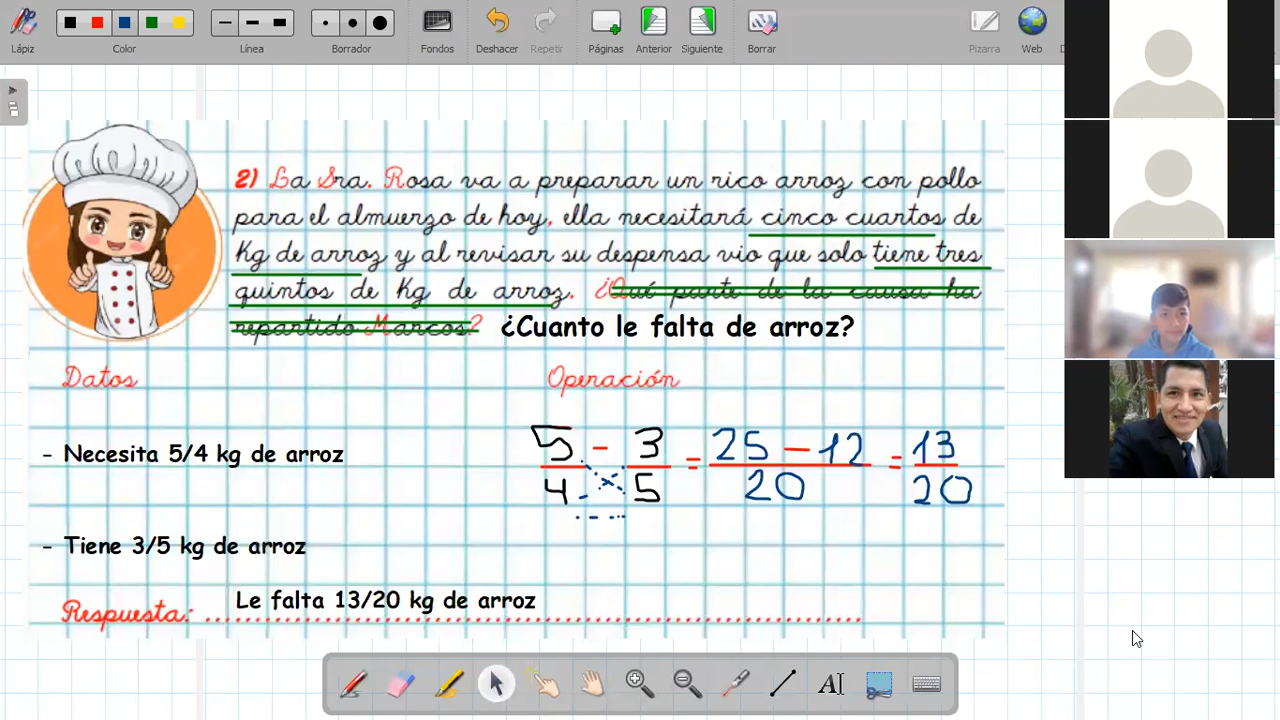 Lápiz
Color
Línea
Borrador
Fondos
Deshacer
Repetir
Páginas
Anterior
Siguiente
Borrar
Pizarra
Web
2) La Sra. Rosa va a preparar un rico arroz con pollo
para el almuerzo de hoy, ella necesitará cinco cuartos de
Kg de arroz y al revisar su despensa vio que solo tiene tres
quintos de Kg de arroz. ¿Qué parte de la causa ha
repartido Marcos? ¿Cuanto le falta de arroz?
Datos
Operación
- Necesita 5/4 kg de arroz
5/4 - 3/5 = 25 - 12/20 = 13/20
- Tiene 3/5 kg de arroz
Respuesta: Le falta 13/20 kg de arroz
AI